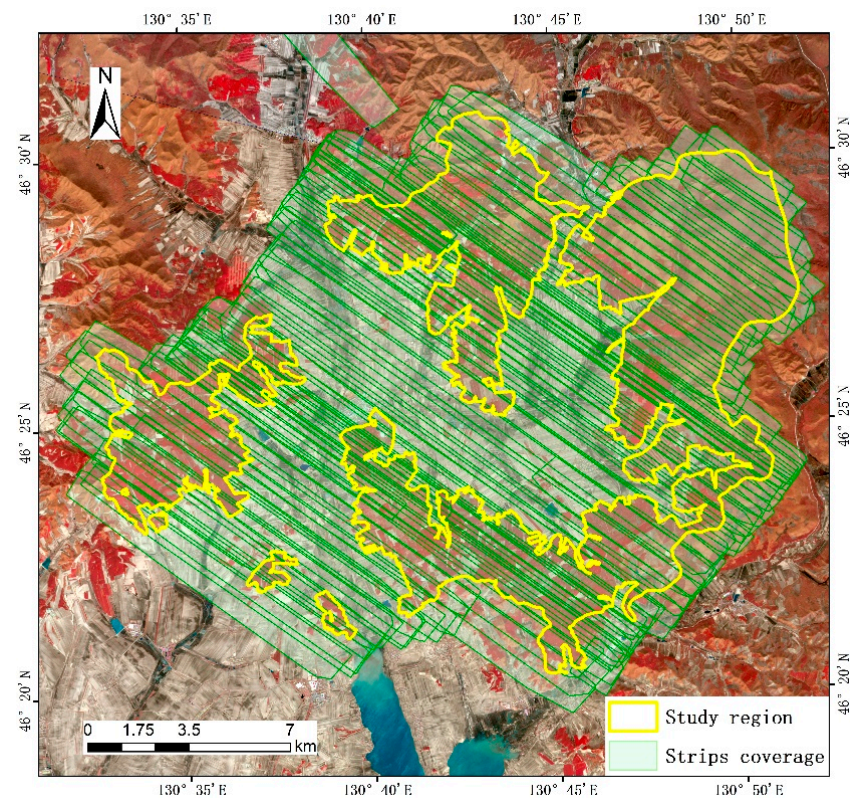 130° 35′ E 130° 40′ E 130° 45′ E 130° 50′ E
N
46° 30′ N 46° 30′ N
46° 25′ N 46° 25′ N
46° 20′ N 46° 20′ N
0 1.75 3.5 7
km
Study region
Strips coverage
130° 35′ E 130° 40′ E 130° 45′ E 130° 50′ E